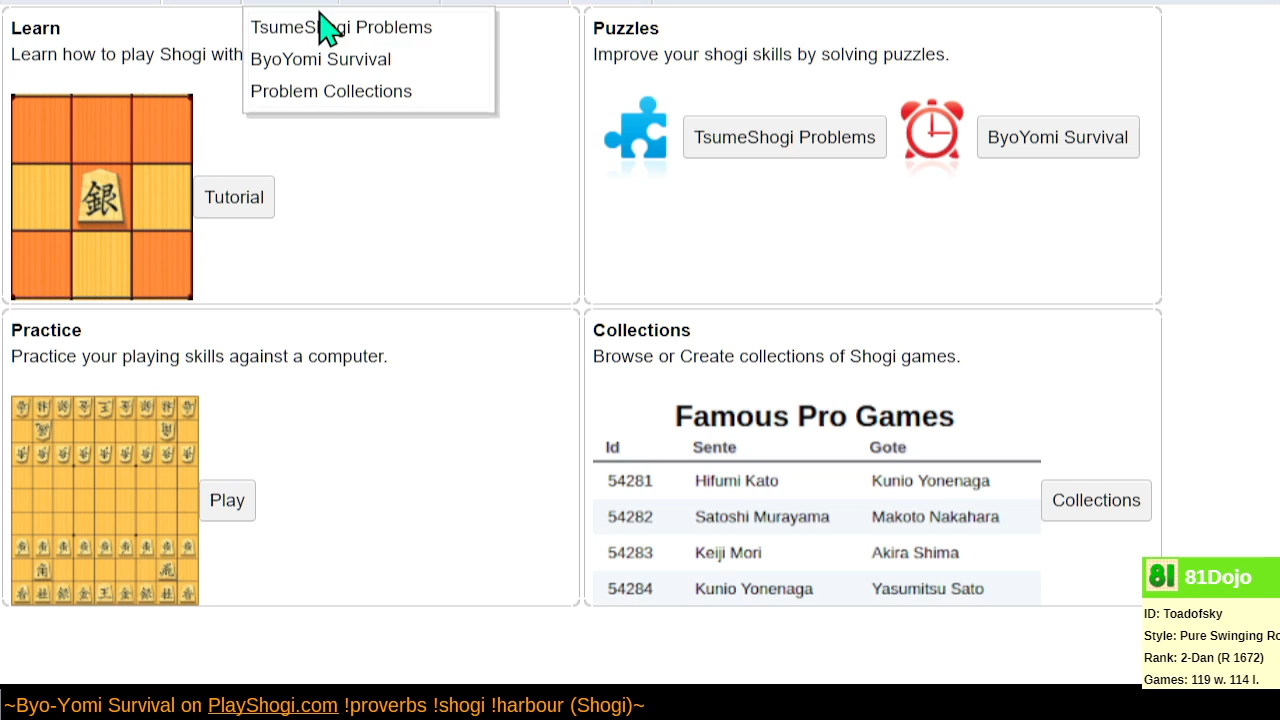 Learn
Learn how to play Shogi with
TsumeShogi Problems
ByoYomi Survival
Problem Collections
銀
Tutorial
Puzzles
Improve your shogi skills by solving puzzles.
TsumeShogi Problems
ByoYomi Survival
Practice
Practice your playing skills against a computer.
Play
Collections
Browse or Create collections of Shogi games.
Famous Pro Games
Id Sente Gote
54281 Hifumi Kato Kunio Yonenaga
54282 Satoshi Murayama Makoto Nakahara
54283 Keiji Mori Akira Shima
54284 Kunio Yonenaga Yasumitsu Sato
Collections
81 81Dojo
ID: Toadofsky
Style: Pure Swinging Ro
Rank: 2-Dan (R 1672)
Games: 119 w. 114 l.
~Byo-Yomi Survival on PlayShogi.com !proverbs !shogi !harbour (Shogi)~